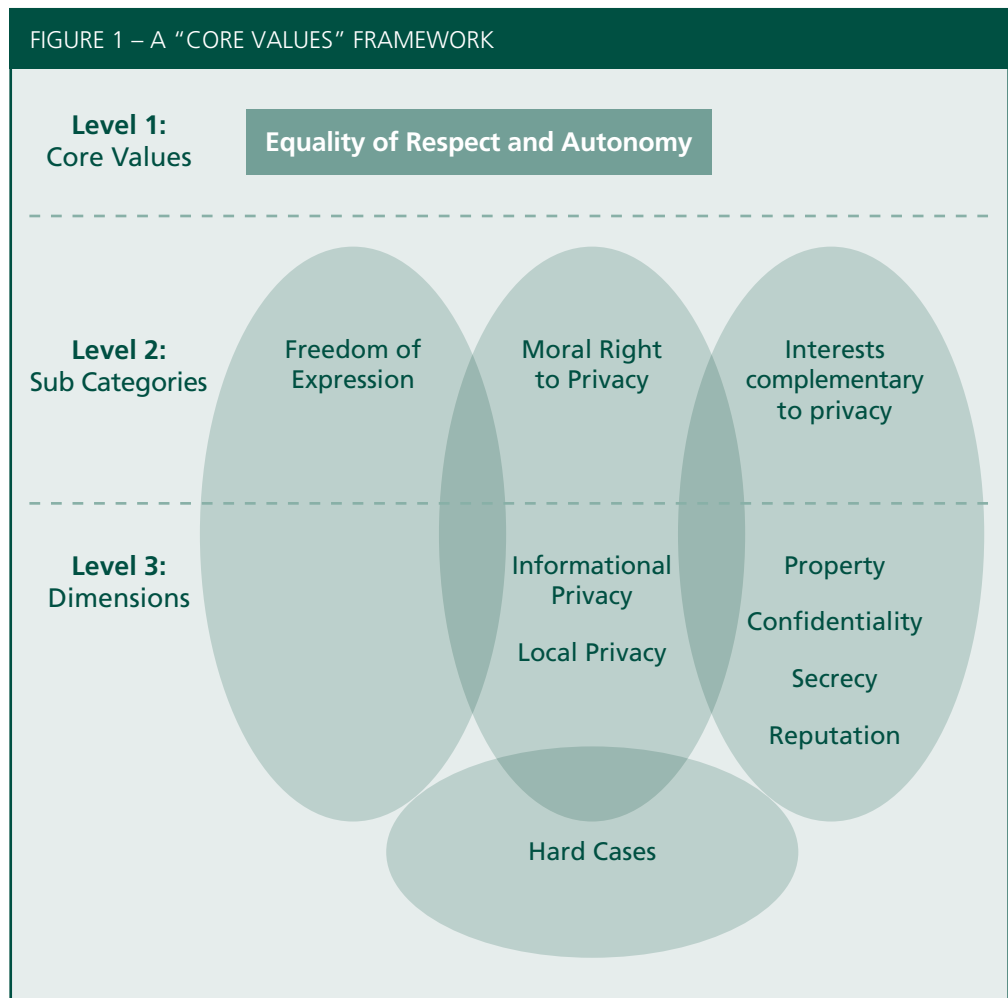 FIGURE 1 – A “CORE VALUES” FRAMEWORK
Level 1:
Core Values
Equality of Respect and Autonomy
Level 2:
Sub Categories
Freedom of
Expression
Moral Right
to Privacy
Interests
complementary
to privacy
Level 3:
Dimensions
Informational
Privacy
Local Privacy
Property
Confidentiality
Secrecy
Reputation
Hard Cases